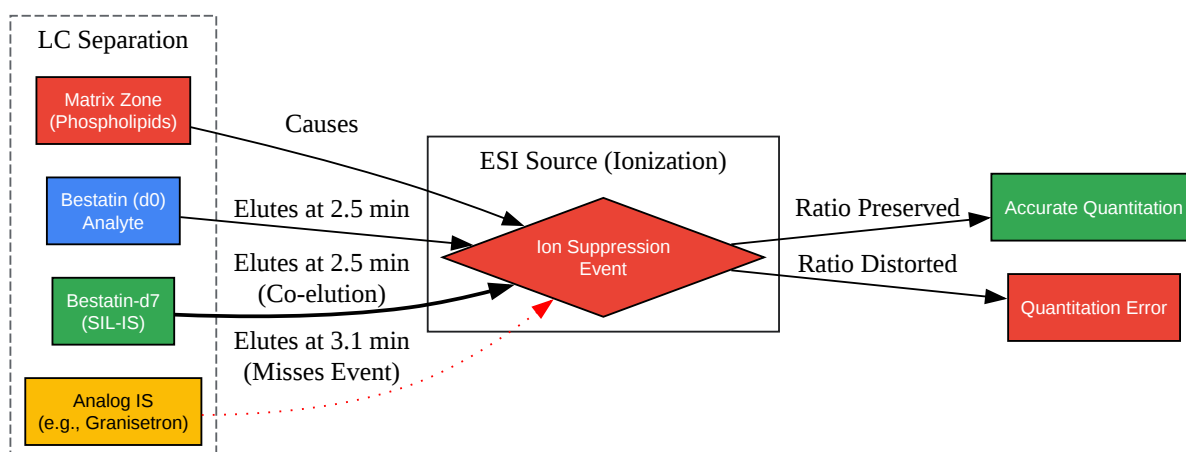 LC Separation
Matrix Zone
(Phospholipids)
Causes
Bestatin (d0)
Analyte
Elutes at 2.5 min
Bestatin-d7
(SIL-IS)
Elutes at 2.5 min
(Co-elution)
Analog IS
(e.g., Granisetron)
Elutes at 3.1 min
(Misses Event)
ESI Source (Ionization)
Ion Suppression
Event
Ratio Preserved
Accurate Quantitation
Ratio Distorted
Quantitation Error